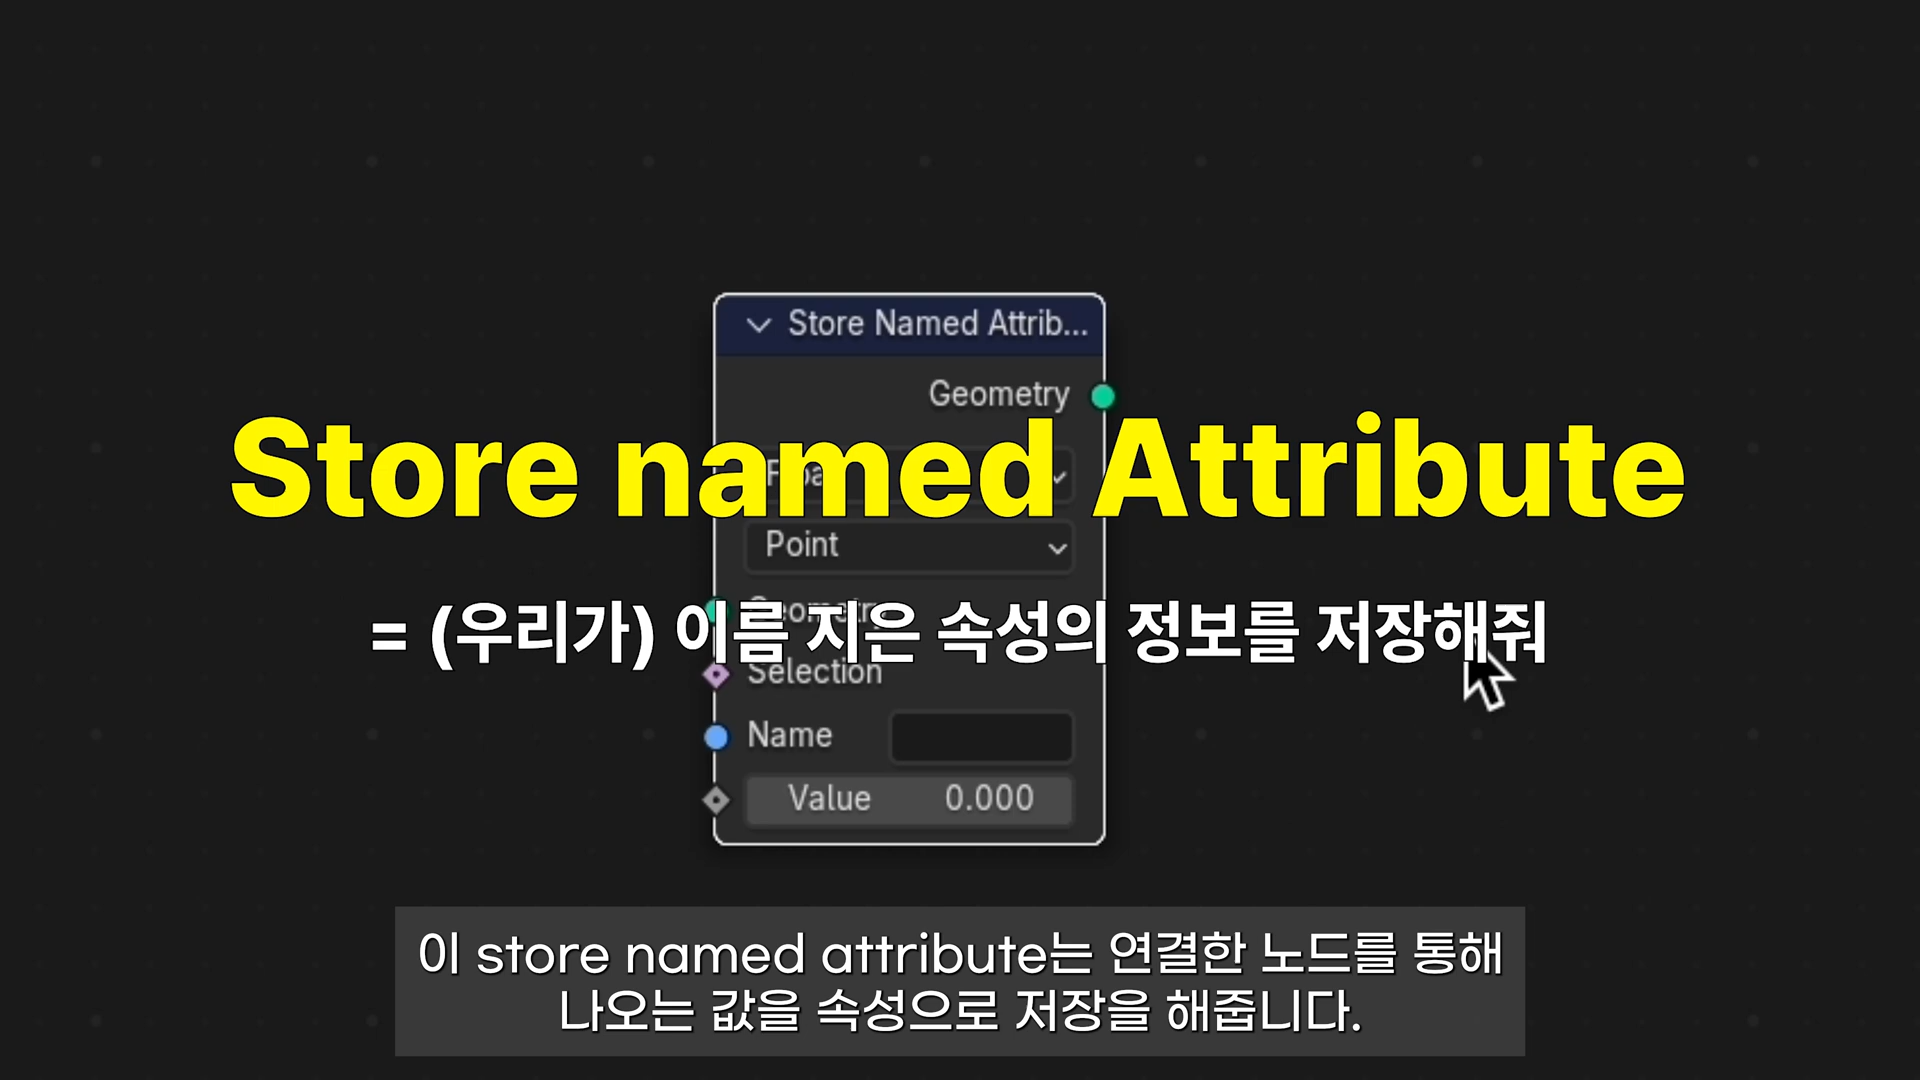 Store Named Attrib...
Geometry
Store named Attribute
Point
= (우리가) 이름 지은 속성의 정보를 저장해줘
Geometry
Selection
Name
Value 0.000
이 store named attribute는 연결한 노드를 통해
나오는 값을 속성으로 저장을 해줍니다.